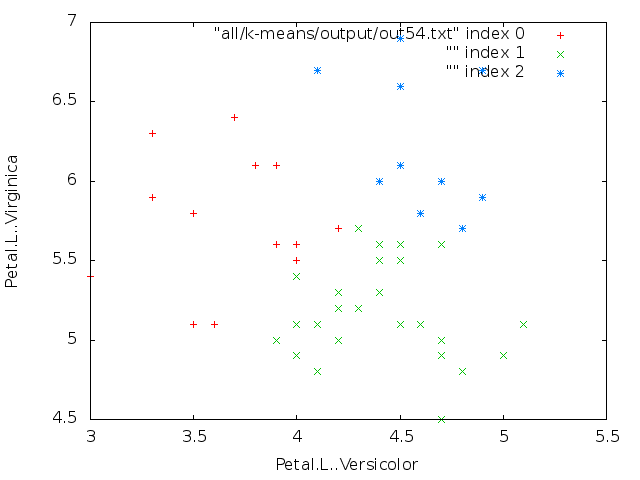 7
"all/k-means/output/out54.txt" index 0
"" index 1
"" index 2
6.5
6
5.5
5
4.5
Petal.L..Virginica
3
3.5
4
4.5
5
5.5
Petal.L..Versicolor